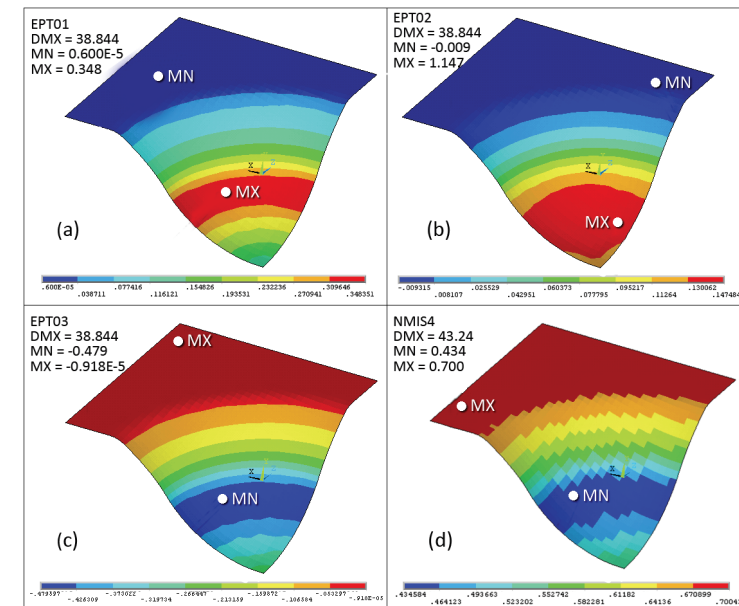 EPT01
DMX = 38.844
MN = 0.600E-5
MX = 0.348
MN
MX
X
(a)
.600E-05 .077416 .154826 .232236 .309646
.038711 .116121 .193531 .270941 .348351
EPT02
DMX = 38.844
MN = -0.009
MX = 1.147
MN
MX
X
(b)
-.009315 .025529 .060373 .095217 .130062
.008107 .042951 .077795 .11264 .147484
EPT03
DMX = 38.844
MN = -0.479
MX = -0.918E-5
MX
MN
X
(c)
-.426309 -.319734 -.213159 -.106584 -.918E-05
NMIS4
DMX = 43.24
MN = 0.434
MX = 0.700
MX
MN
X
(d)
.434584 .493663 .552742 .61182 .670899
.464123 .523202 .582281 .64136